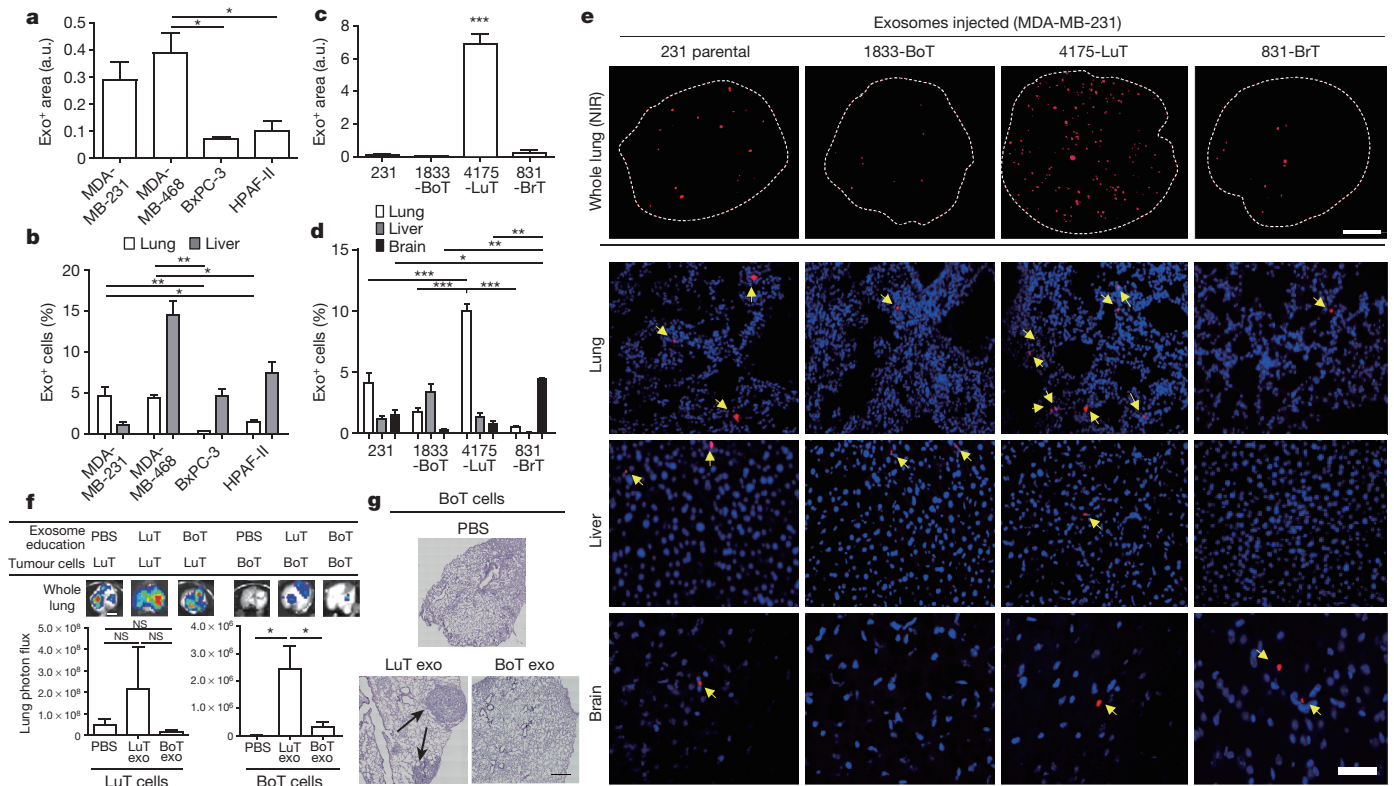 a
Exo⁺ area (a.u.)
0.5
0.4
0.3
0.2
0.1
0
*
*
MDA-
MB-231
MDA-
MB-468
BxPC-3
HPAF-II
b
Lung
Liver
Exo⁺ cells (%)
20
15
10
5
0
**
*
**
*
MDA-
MB-231
MDA-
MB-468
BxPC-3
HPAF-II
c
Exo⁺ area (a.u.)
8
6
4
2
0
***
231
1833
-BoT
4175
-LuT
831
-BrT
d
Lung
Liver
Brain
Exo⁺ cells (%)
15
10
5
0
**
**
*
***
***
***
231
1833
-BoT
4175
-LuT
831
-BrT
e
Exosomes injected (MDA-MB-231)
231 parental
1833-BoT
4175-LuT
831-BrT
Whole lung (NIR)
Lung
Liver
Brain
f
Exosome
education
PBS
LuT
BoT
PBS
LuT
BoT
Tumour cells
LuT
LuT
LuT
BoT
BoT
BoT
Whole
lung
Lung photon flux
5.0 × 10⁸
4.0 × 10⁸
3.0 × 10⁸
2.0 × 10⁸
1.0 × 10⁸
0
NS
NS
NS
PBS
LuT
exo
BoT
exo
LuT cells
4.0 × 10⁶
3.0 × 10⁶
2.0 × 10⁶
1.0 × 10⁶
0
*
*
PBS
LuT
exo
BoT
exo
BoT cells
g
BoT cells
PBS
LuT exo
BoT exo